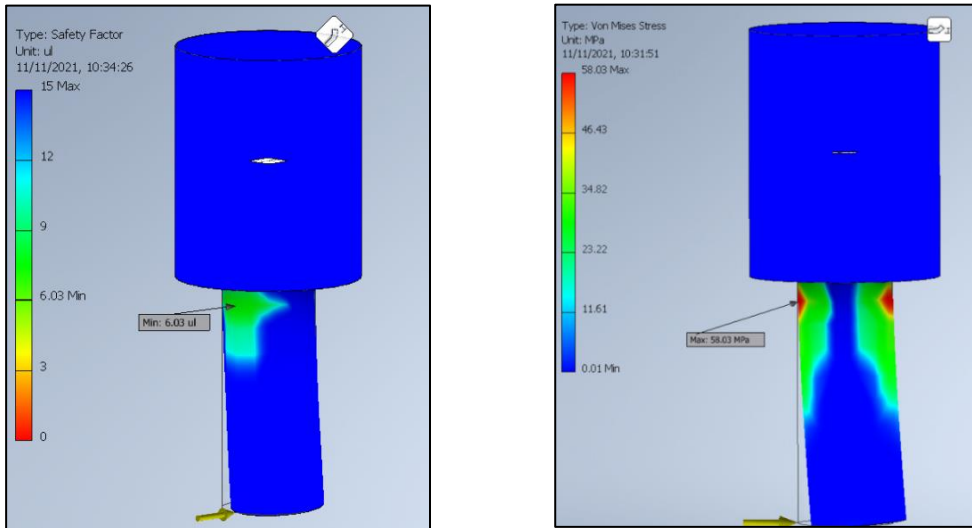 Type: Safety Factor
Unit: ul
11/11/2021, 10:34:26
15 Max
12
9
6.03 Min
3
0
Min: 6.03 ul
Type: Von Mises Stress
Unit: MPa
11/11/2021, 10:31:51
58.03 Max
46.43
34.82
23.22
11.61
0.01 Min
Max: 58.03 MPa